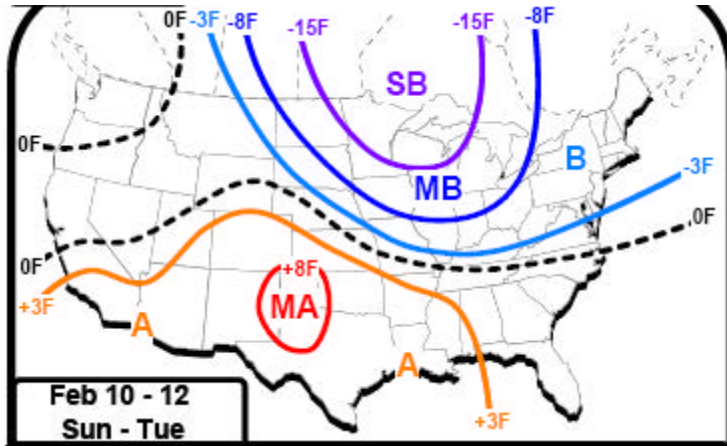 0F
-3F
-8F
-15F
-15F
-8F
SB
0F
B
MB
-3F
0F
0F
+8F
+3F
MA
A
A
+3F
Feb 10 - 12
Sun - Tue